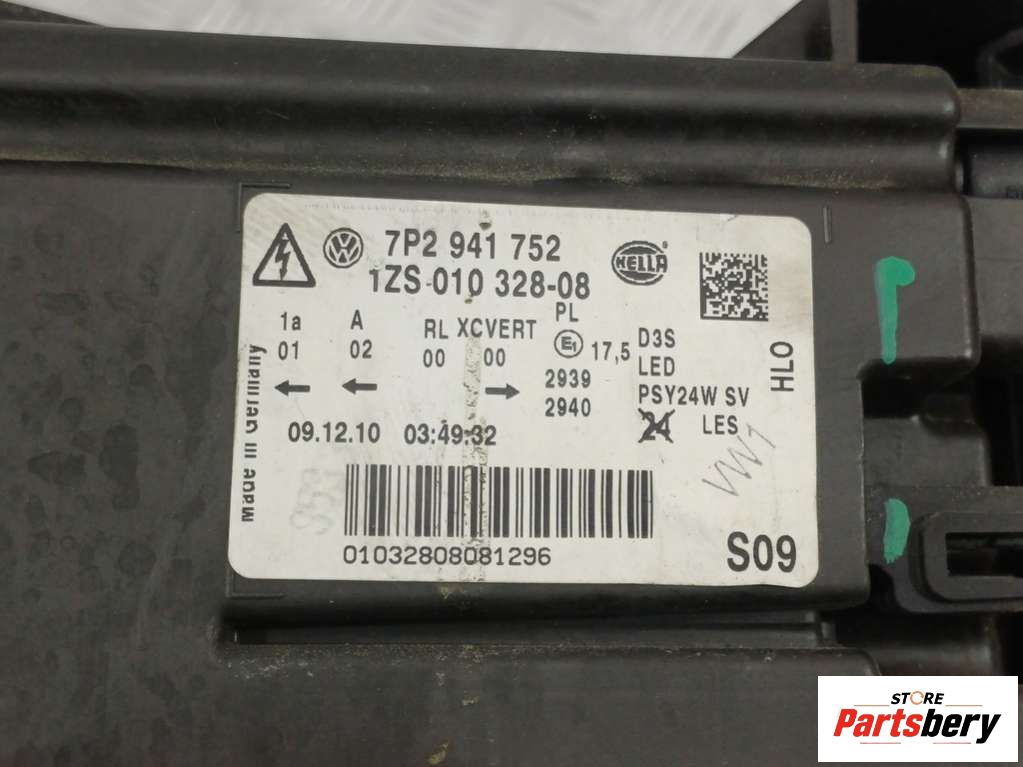 7P2 941 752
1ZS 010 328-08
HELLA
1a A RL XCVERT PL
01 02 00 00 E1 17,5
2939
2940
D3S
LED
PSY24W SV
24 LES
HLO
Made in Germany
09.12.10 03:49:32
VW1
01032808081296
S09
STORE
Partsbery